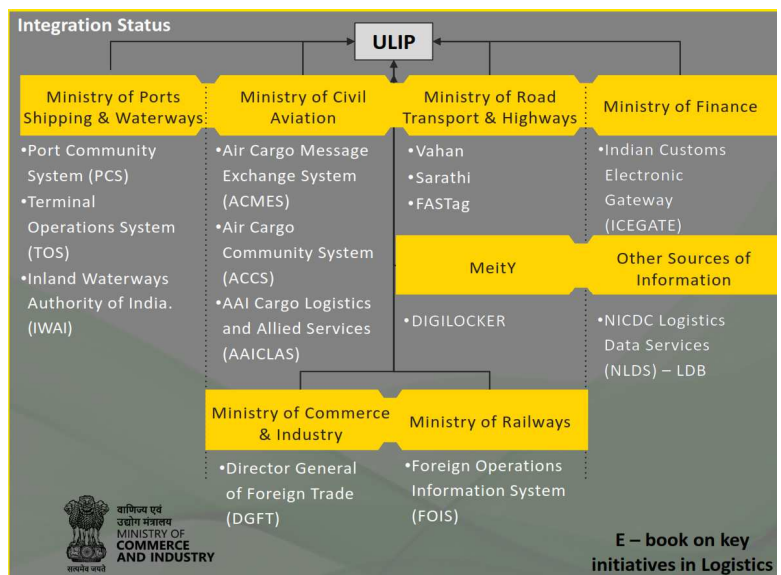 Integration Status
ULIP
Ministry of Ports
Shipping & Waterways
•Port Community
System (PCS)
•Terminal
Operations System
(TOS)
•Inland Waterways
Authority of India.
(IWAI)
Ministry of Civil
Aviation
•Air Cargo Message
Exchange System
(ACMES)
•Air Cargo
Community System
(ACCS)
•AAI Cargo Logistics
and Allied Services
(AAICLAS)
Ministry of Road
Transport & Highways
•Vahan
•Sarathi
•FASTag
Ministry of Finance
•Indian Customs
Electronic
Gateway
(ICEGATE)
MeitY
•DIGILOCKER
Other Sources of
Information
•NICDC Logistics
Data Services
(NLDS) – LDB
Ministry of Commerce
& Industry
•Director General
of Foreign Trade
(DGFT)
Ministry of Railways
•Foreign Operations
Information System
(FOIS)
वाणिज्य एवं
उद्योग मंत्रालय
MINISTRY OF
COMMERCE
AND INDUSTRY
सत्यमेव जयते
E – book on key
initiatives in Logistics